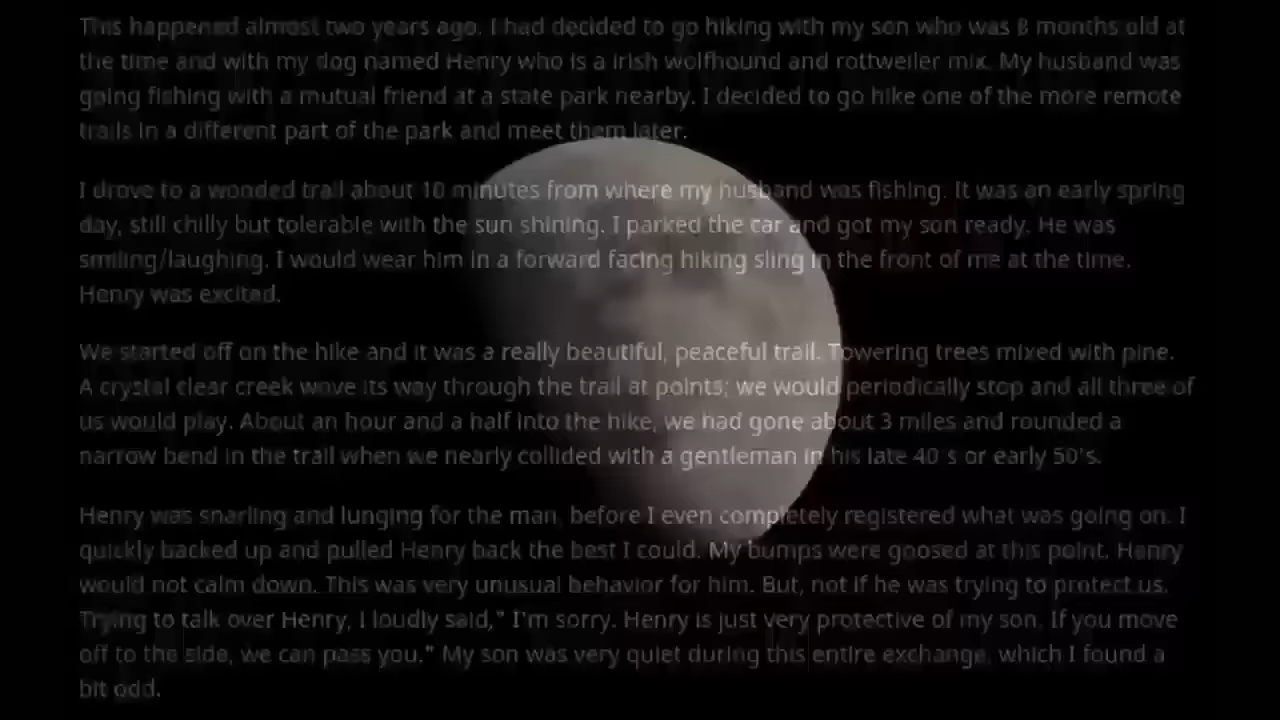 This happened almost two years ago. I had decided to go hiking with my son who was 8 months old at
the time and with my dog named Henry who is a irish wolfhound and rottweiler mix. My husband was
going fishing with a mutual friend at a state park nearby. I decided to go hike one of the more remote
trails in a different part of the park and meet them later.
I drove to a wooded trail about 10 minutes from where my husband was fishing. It was an early spring
day, still chilly but tolerable with the sun shining. I parked the car and got my son ready. He was
smiling/laughing. I would wear him in a forward facing hiking sling in the front of me at the time.
Henry was excited.
We started off on the hike and it was a really beautiful, peaceful trail. Towering trees mixed with pine.
A crystal clear creek wove its way through the trail at points; we would periodically stop and all three of
us would play. About an hour and a half into the hike, we had gone about 3 miles and rounded a
narrow bend in the trail when we nearly collided with a gentleman in his late 40's or early 50's.
Henry was snarling and lunging for the man, before I even completely registered what was going on. I
quickly backed up and pulled Henry back the best I could. My bumps were goosed at this point. Henry
would not calm down. This was very unusual behavior for him. But, not if he was trying to protect us.
Trying to talk over Henry, I loudly said," I'm sorry. Henry is just very protective of my son. If you move
off to the side, we can pass you." My son was very quiet during this entire exchange, which I found a
bit odd.